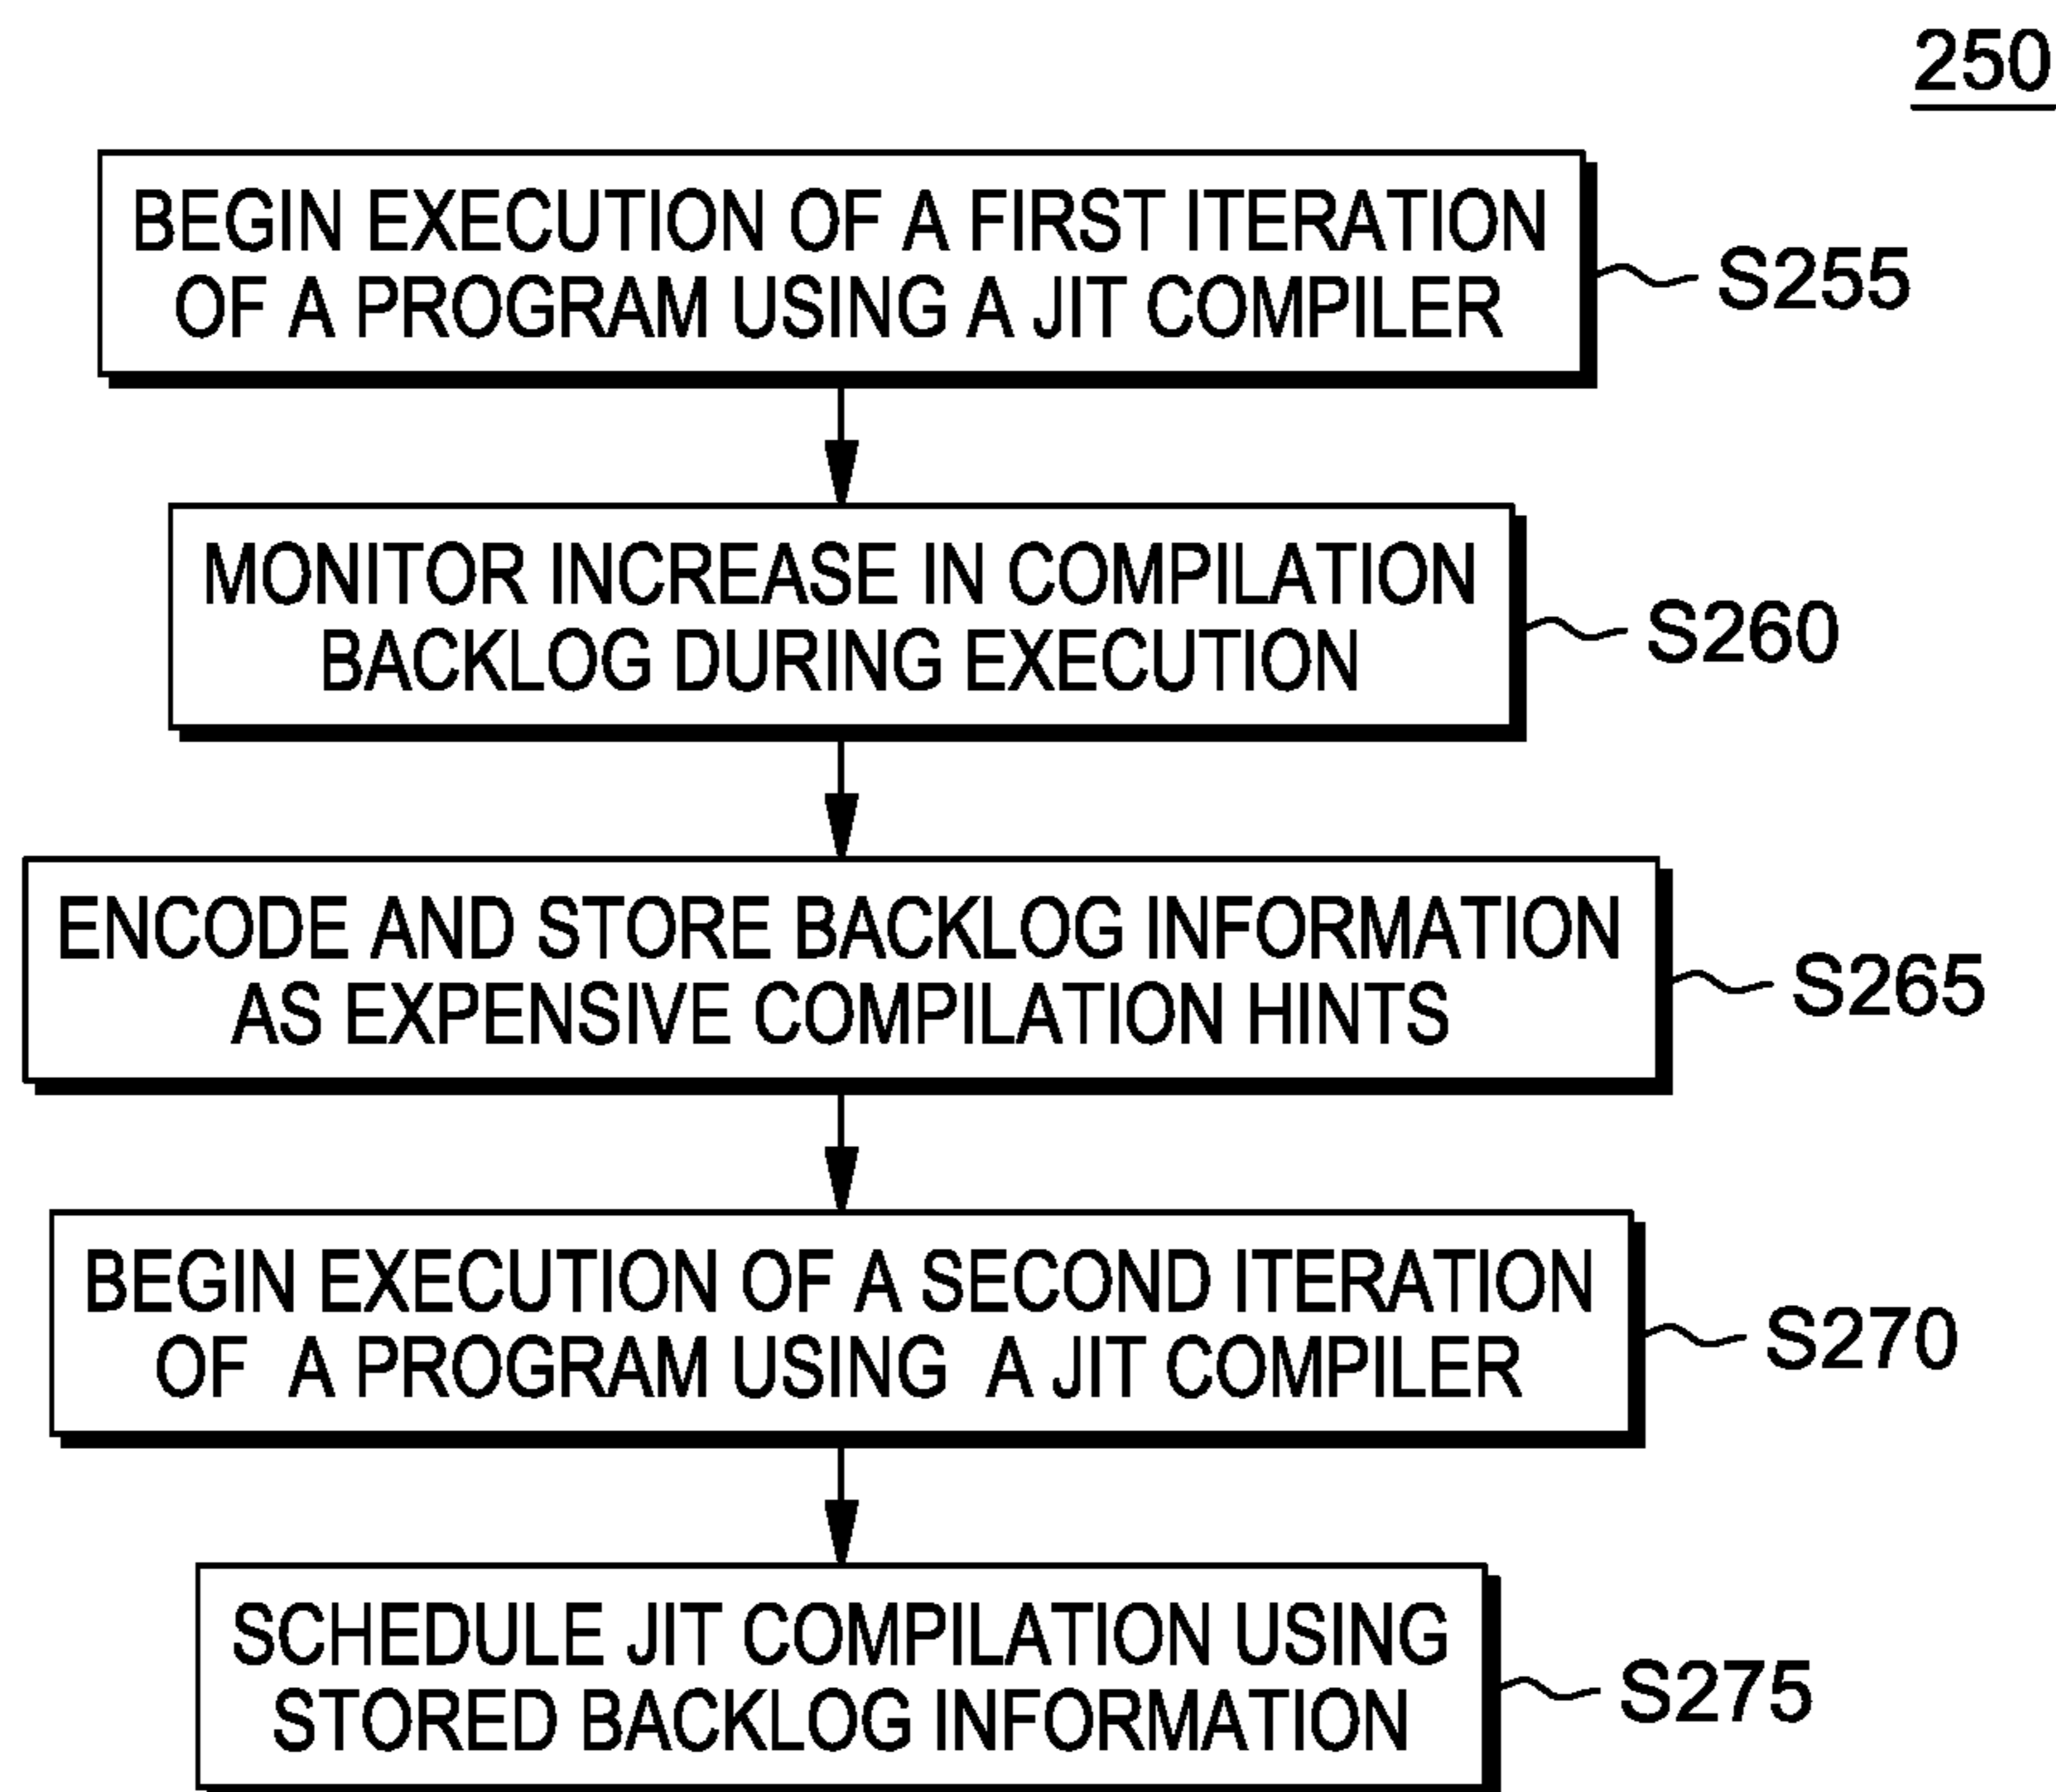 250
BEGIN EXECUTION OF A FIRST ITERATION
OF A PROGRAM USING A JIT COMPILER
S255
MONITOR INCREASE IN COMPILATION
BACKLOG DURING EXECUTION
S260
ENCODE AND STORE BACKLOG INFORMATION
AS EXPENSIVE COMPILATION HINTS
S265
BEGIN EXECUTION OF A SECOND ITERATION
OF A PROGRAM USING A JIT COMPILER
S270
SCHEDULE JIT COMPILATION USING
STORED BACKLOG INFORMATION
S275